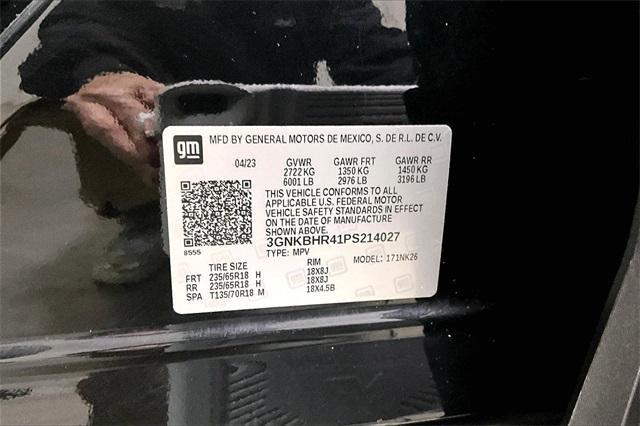 gm MFD BY GENERAL MOTORS DE MEXICO, S. DE R.L. DE C.V.
04/23 GVWR GAWR FRT GAWR RR
2722 KG 1350 KG 1450 KG
6001 LB 2976 LB 3196 LB
THIS VEHICLE CONFORMS TO ALL
APPLICABLE U.S. FEDERAL MOTOR
VEHICLE SAFETY STANDARDS IN EFFECT
ON THE DATE OF MANUFACTURE
SHOWN
8555 3GNKBHR41PS214027
TYPE: MPV MODEL: 171NK26
TIRE SIZE RIM
FRT 235/65R18 H 18X8J
RR 235/65R18 H 18X8J
SPA T135/70R18 M 18X4.5B